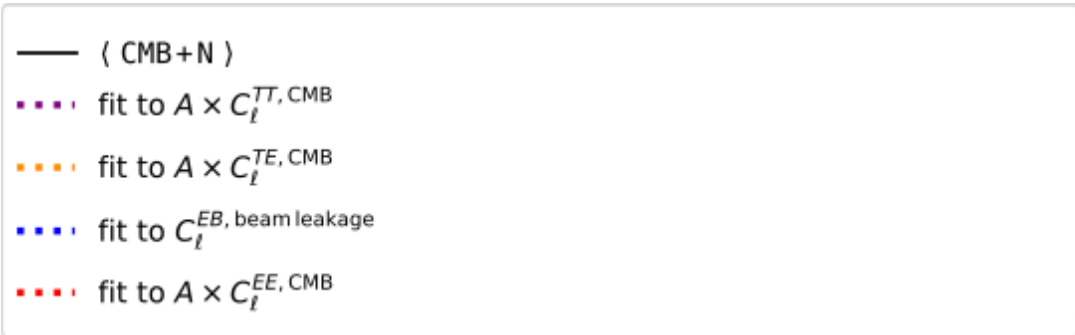 ⟨ CMB+N ⟩
fit to A × C_ℓ^{TT, CMB}
fit to A × C_ℓ^{TE, CMB}
fit to C_ℓ^{EB, beam leakage}
fit to A × C_ℓ^{EE, CMB}